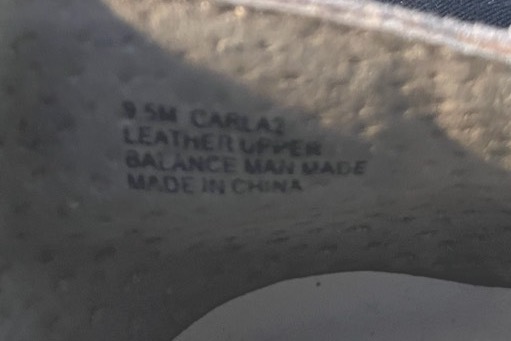 9.5M CARLA2
LEATHER UPPER
BALANCE MAN MADE
MADE IN CHINA